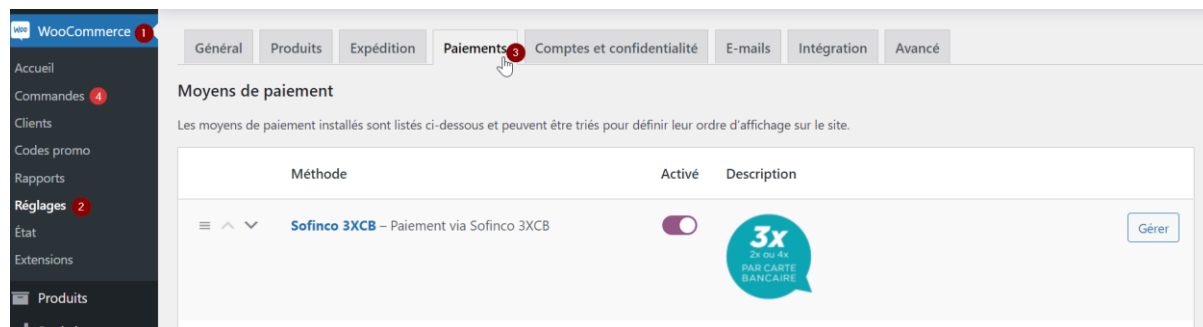 Woo WooCommerce 1
Accueil
Commandes 4
Clients
Codes promo
Rapports
Réglages 2
État
Extensions
Produits
Général Produits Expédition Paiements 3 Comptes et confidentialité E-mails Intégration Avancé
Moyens de paiement
Les moyens de paiement installés sont listés ci-dessous et peuvent être triés pour définir leur ordre d'affichage sur le site.
Méthode Activé Description
Sofinco 3XCB – Paiement via Sofinco 3XCB
3x
2x ou 4x
PAR CARTE
BANCAIRE
Gérer